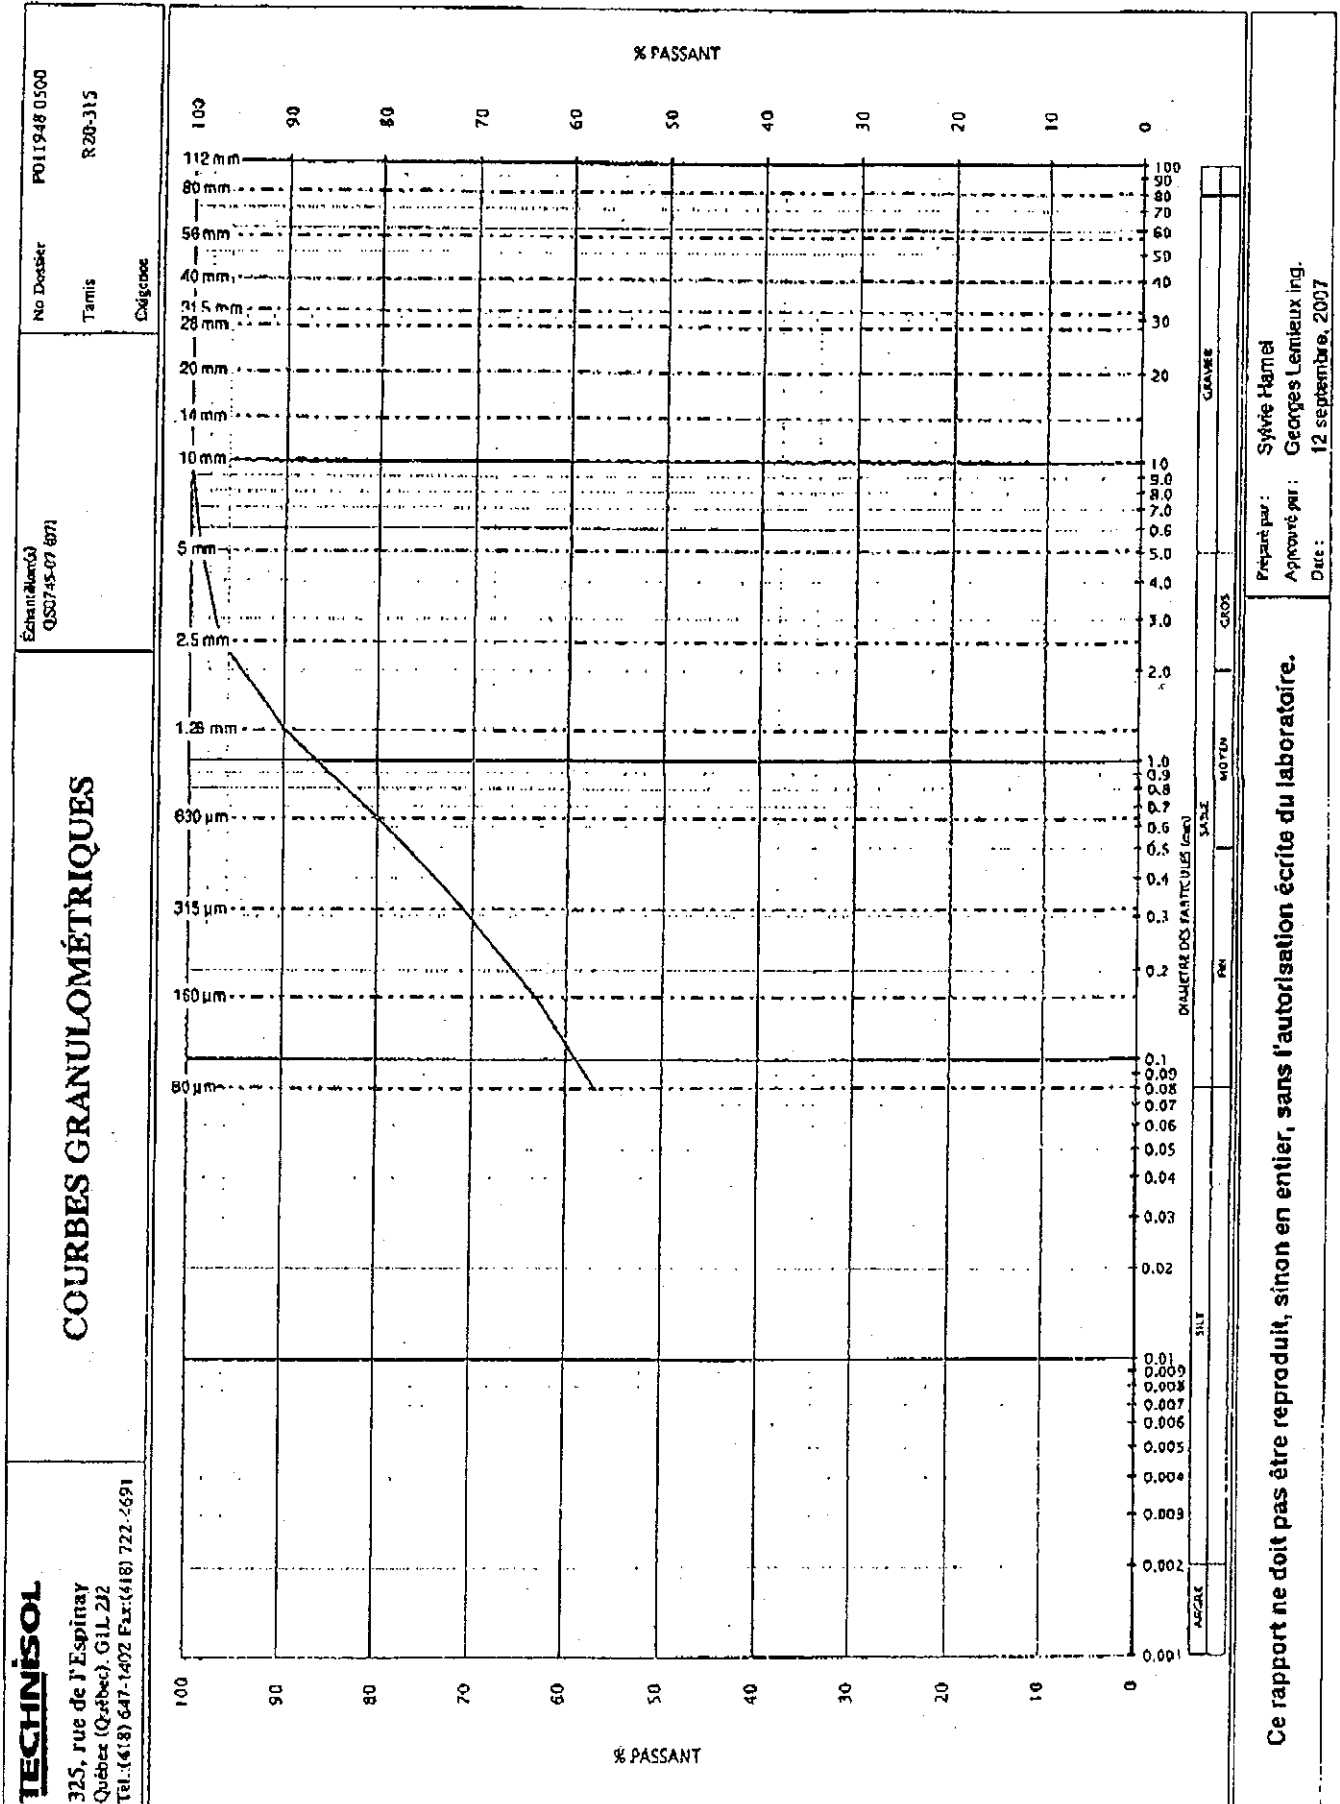 TECHNISOL
325, rue de l'Espinay
Québec (Québec), G1L 2J2
Tél.:(418) 647-1402 Fax:(418) 722-4691
COURBES GRANULOMÉTRIQUES
Échantillon(s)
QS0745-07 (07)
No Dossier P011948 0500
Tamis R20-315
Exigence
% PASSANT
100 90 80 70 60 50 40 30 20 10 0
112 mm
80 mm
56 mm
40 mm
31.5 mm
28 mm
20 mm
14 mm
10 mm
5 mm
2.5 mm
1.28 mm
630 µm
315 µm
160 µm
80 µm
100
90
80
70
60
50
40
30
20
10
9.0
8.0
7.0
0.6
5.0
4.0
3.0
2.0
1.0
0.9
0.8
0.7
0.6
0.5
0.4
0.3
0.2
0.1
0.09
0.08
0.07
0.06
0.05
0.04
0.03
0.02
0.01
0.009
0.008
0.007
0.006
0.005
0.004
0.003
0.002
0.001
DIAMETRE DES PARTICULES (mm)
100 90 80 70 60 50 40 30 20 10 0
% PASSANT
ARGILE
SILT
SABLE
GRAVIER
FIN
MOYEN
GROS
Ce rapport ne doit pas être reproduit, sinon en entier, sans l'autorisation écrite du laboratoire.
Préparé par : Sylvie Hamel
Approuvé par : Georges Lemieux ing.
Date : 12 septembre, 2007